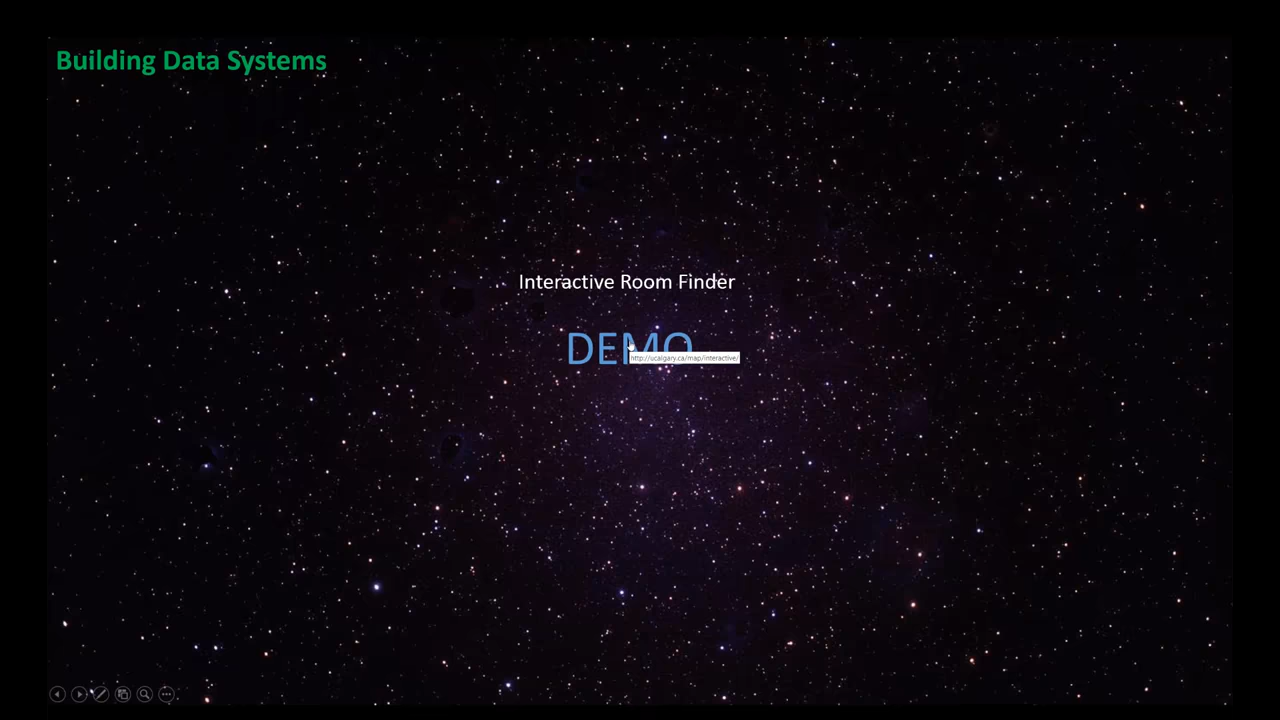 Building Data Systems
Interactive Room Finder
DEMO
http://ucalgary.ca/map/interactive/